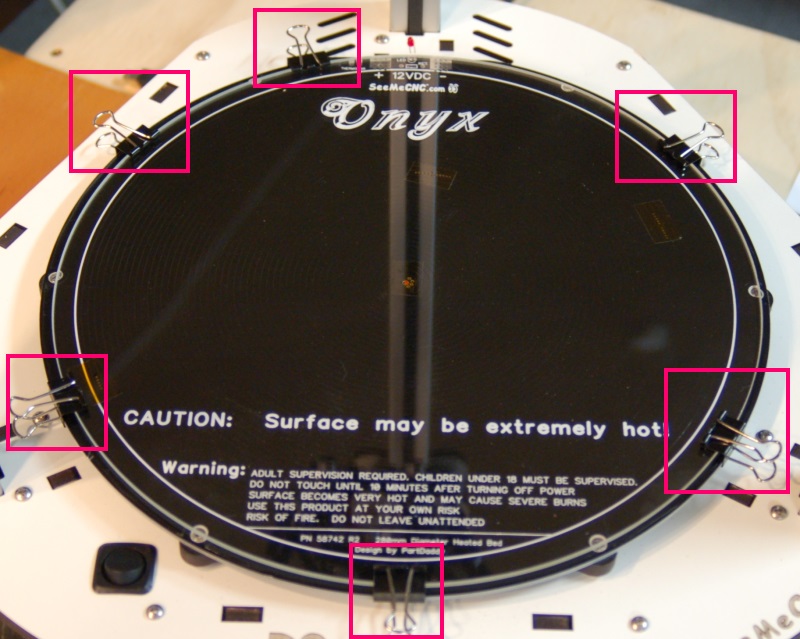 + 12VDC -
SeeMeCNC.com
Onyx
CAUTION: Surface may be extremely hot!
Warning: ADULT SUPERVISION REQUIRED. CHILDREN UNDER 18 MUST BE SUPERVISED.
DO NOT TOUCH UNTIL 10 MINUTES AFER TURNING OFF POWER
SURFACE BECOMES VERY HOT AND MAY CAUSE SEVERE BURNS
USE THIS PRODUCT AT YOUR OWN RISK
RISK OF FIRE. DO NOT LEAVE UNATTENDED
PN 58742 R2 280mm Diameter Heated Bed
Design by PartDaddy